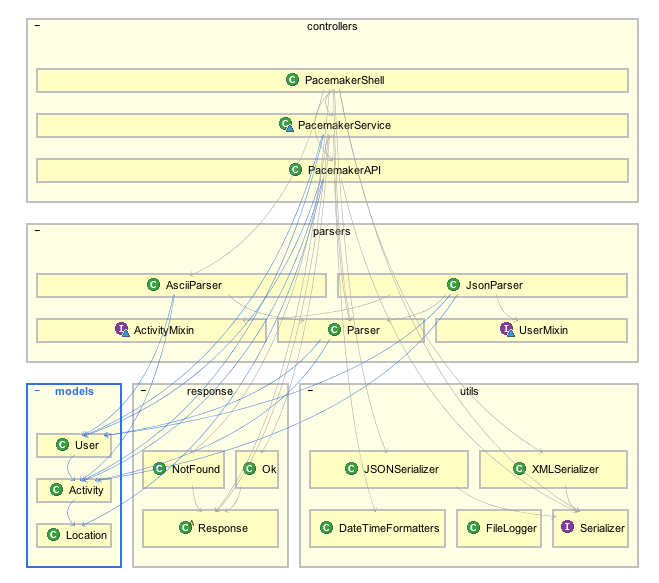 controllers
PacemakerShell
PacemakerService
PacemakerAPI
parsers
AsciiParser
JsonParser
ActivityMixin
Parser
UserMixin
models
response
utils
User
NotFound
Ok
JSONSerializer
XMLSerializer
Activity
Location
Response
DateTimeFormatters
FileLogger
Serializer